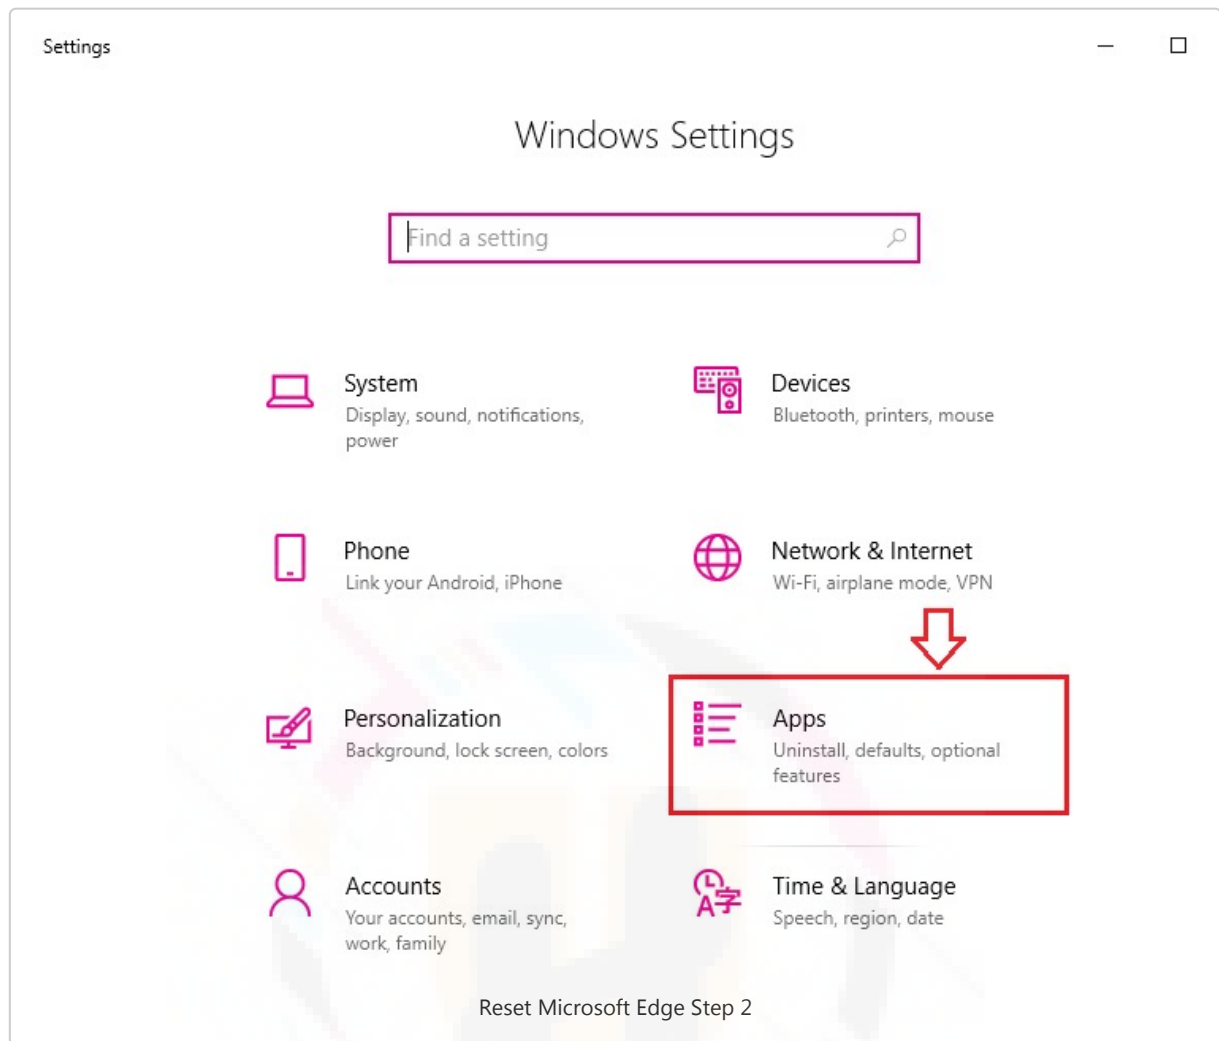 Settings
Windows Settings
Find a setting
System
Display, sound, notifications,
power
Devices
Bluetooth, printers, mouse
Phone
Link your Android, iPhone
Network & Internet
Wi-Fi, airplane mode, VPN
Personalization
Background, lock screen, colors
Apps
Uninstall, defaults, optional
features
Accounts
Your accounts, email, sync,
work, family
Time & Language
Speech, region, date
Reset Microsoft Edge Step 2